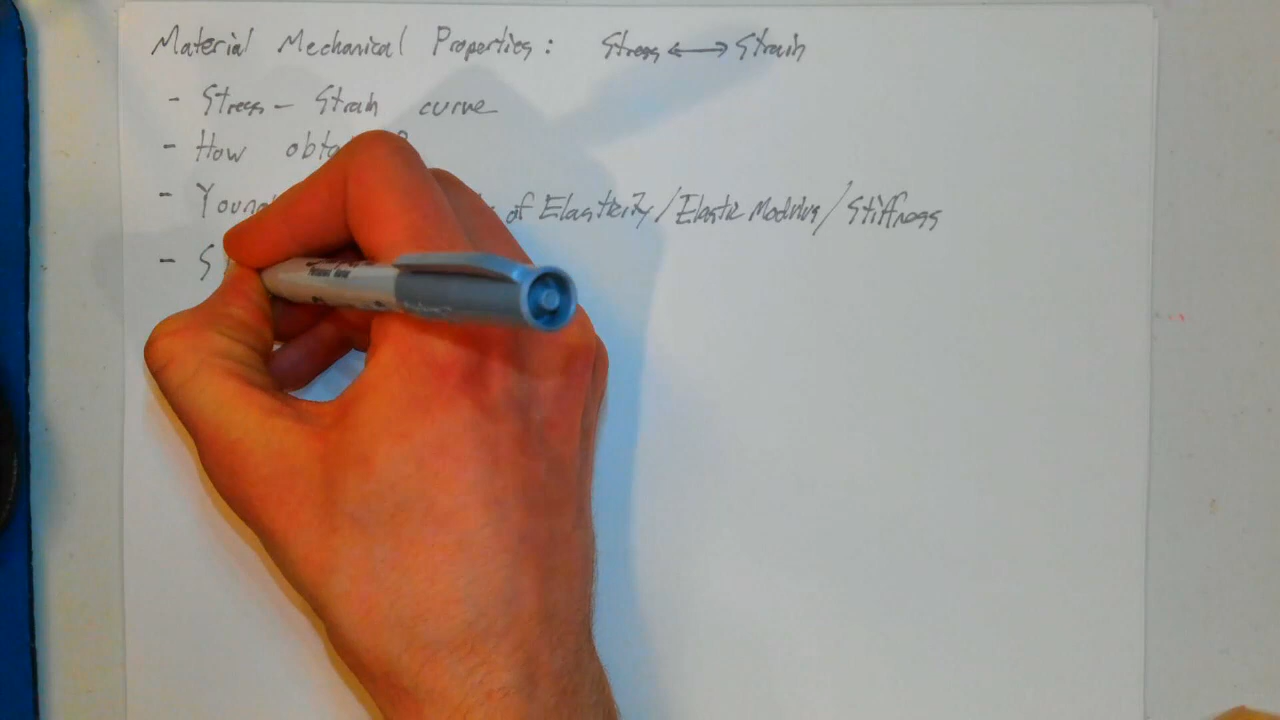 Material Mechanical Properties: Stress ⟷ Strain
- Stress - Strain curve
- How
- of Elasticity/Elastic Modulus/Stiffness
- S